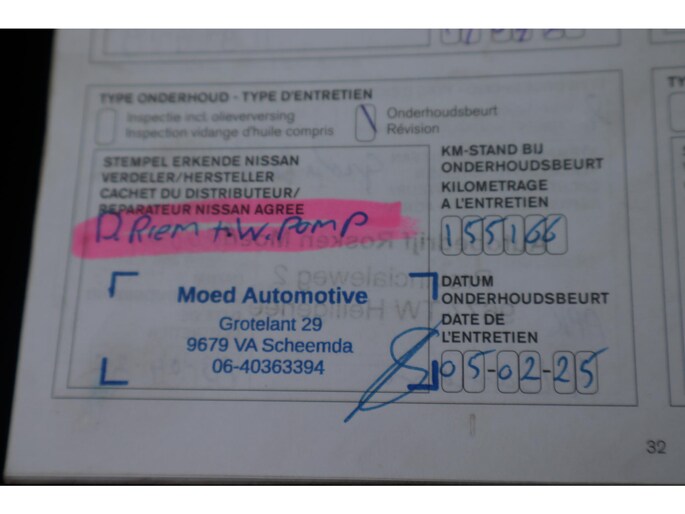 TYPE ONDERHOUD - TYPE D'ENTRETIEN
Inspectie incl. olieverversing
Inspection vidange d'huile compris
Onderhoudsbeurt
Révision
STEMPEL ERKENDE NISSAN
VERDELER/HERSTELLER
CACHET DU DISTRIBUTEUR/
REPARATEUR NISSAN AGREE
D.Riem + W.Pomp
Moed Automotive
Grotelant 29
9679 VA Scheemda
06-40363394
KM-STAND BIJ
ONDERHOUDSBEURT
KILOMETRAGE
A L'ENTRETIEN
155166
DATUM
ONDERHOUDSBEURT
DATE DE
L'ENTRETIEN
05-02-25
32
TY